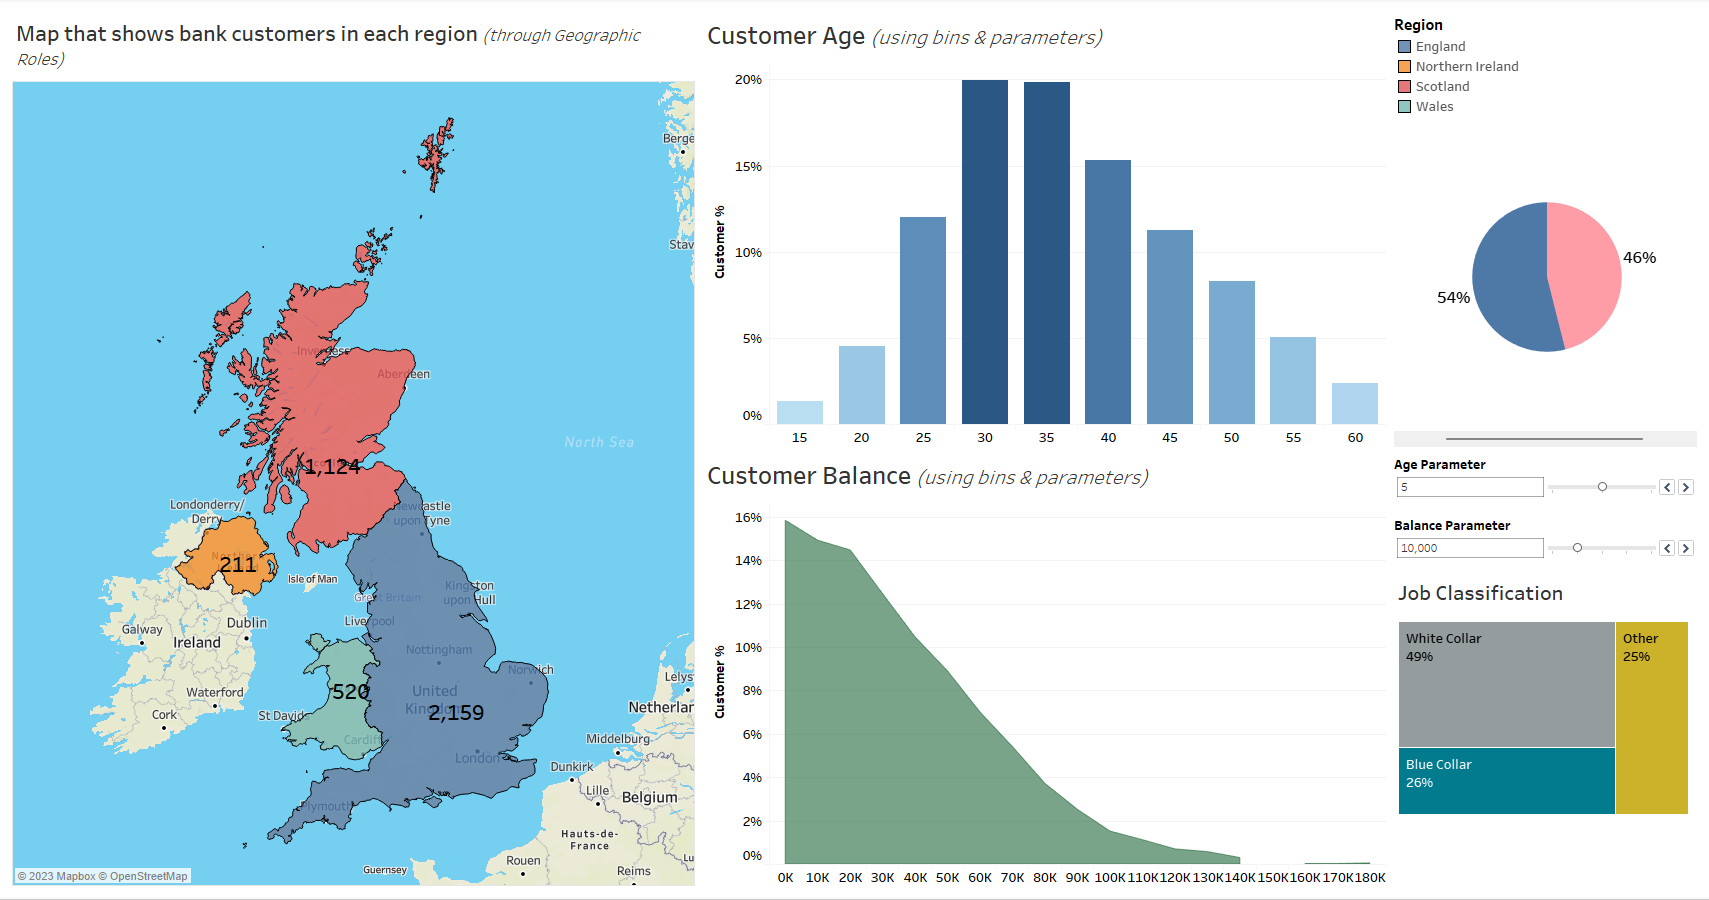 Map that shows bank customers in each region (through Geographic
Roles)
Berge
Stav
Inverness
Aberdeen
North Sea
1,124
Londonderry/
Derry
Newcastle
upon Tyne
Northern
211
Isle of Man
Great Britain
Kingston
upon Hull
Galway
Ireland
Dublin
Liverpool
Nottingham
Norwich
Lelys
Waterford
520
United
Kingdom
2,159
Netherlar
Cork
St Davids
Cardiff
London
Middelburg
Dunkirk
Plymouth
Lille
Belgium
Hauts-de-
France
Guernsey
Rouen
Lu
Reims
© 2023 Mapbox © OpenStreetMap
Customer Age (using bins & parameters)
Customer %
20%
15%
10%
5%
0%
15 20 25 30 35 40 45 50 55 60
Customer Balance (using bins & parameters)
Customer %
16%
14%
12%
10%
8%
6%
4%
2%
0%
0K 10K 20K 30K 40K 50K 60K 70K 80K 90K 100K 110K 120K 130K 140K 150K 160K 170K 180K
Region
England
Northern Ireland
Scotland
Wales
46%
54%
Age Parameter
5
Balance Parameter
10,000
Job Classification
White Collar
49%
Other
25%
Blue Collar
26%